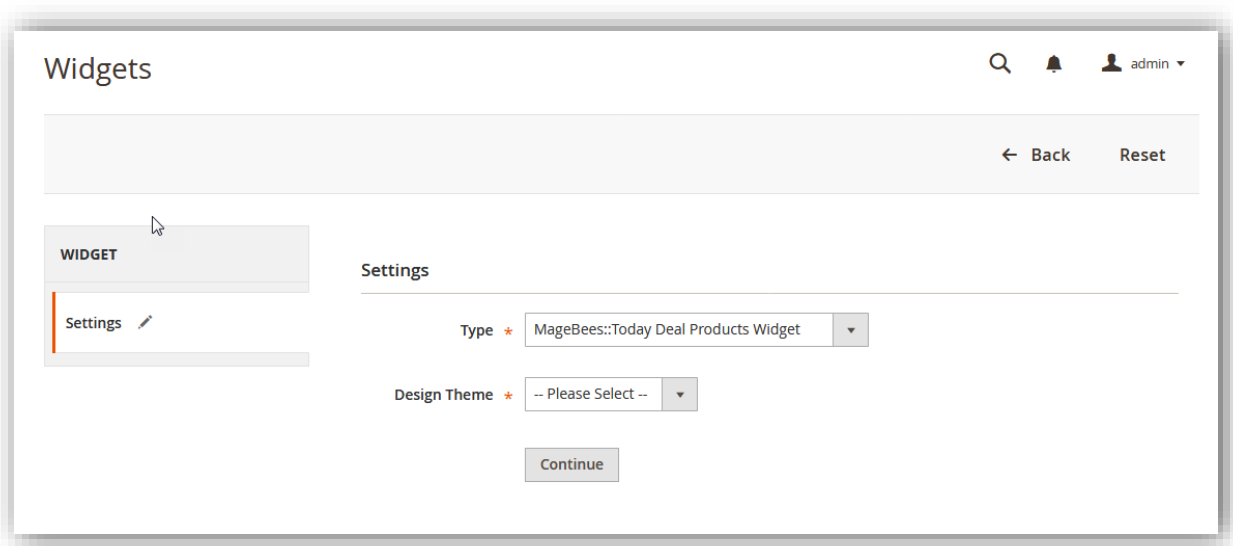 Widgets
admin
Back
Reset
WIDGET
Settings
Settings
Type *
MageBees::Today Deal Products Widget
Design Theme *
-- Please Select --
Continue